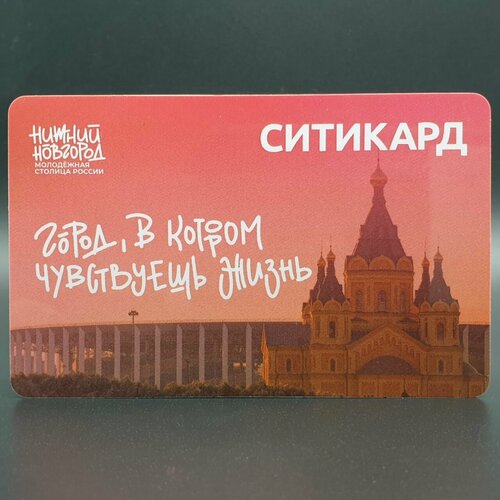 НИЖНИЙ
НОВГОРОД
МОЛОДЁЖНАЯ
СТОЛИЦА РОССИИ
СИТИКАРД
ГОРОД, В КОТОРОМ
ЧУВСТВУЕШЬ ЖИЗНЬ